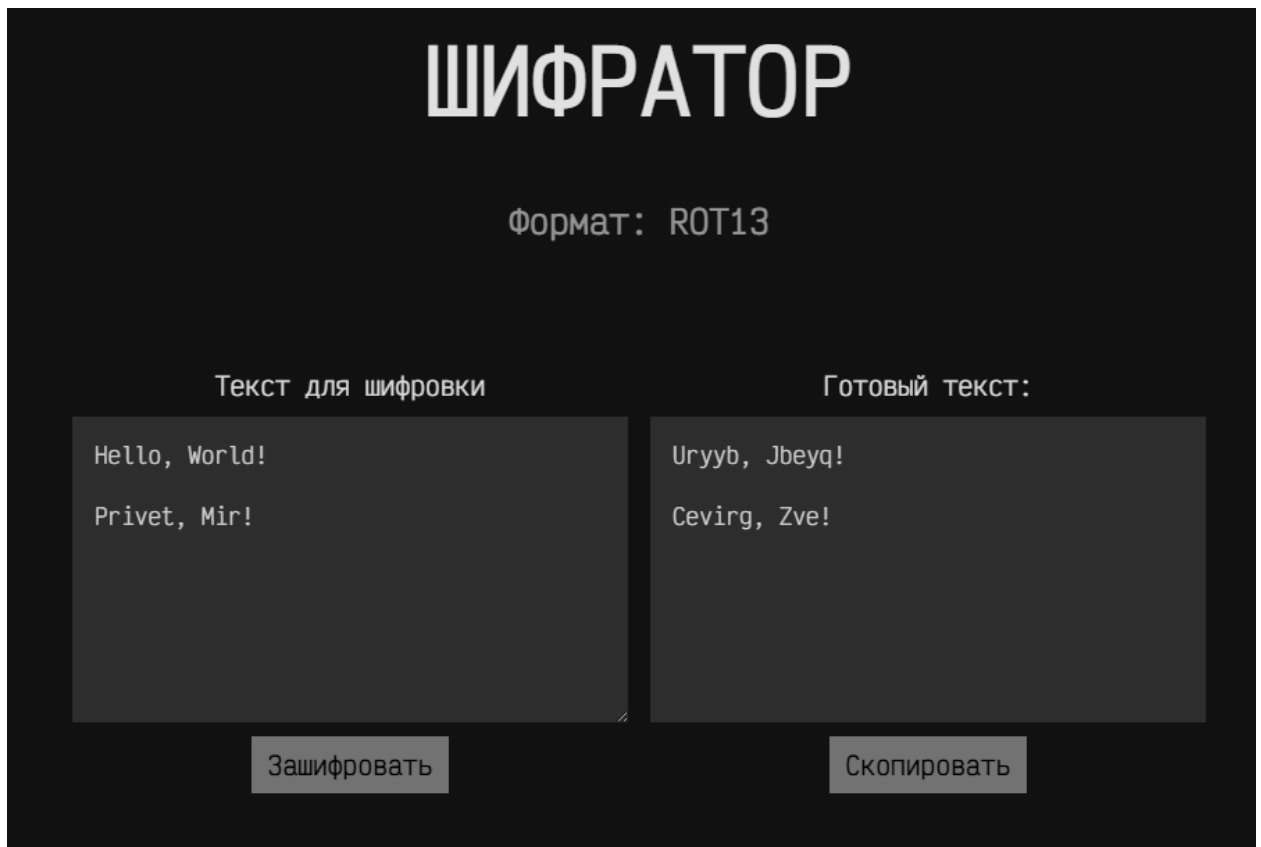 ШИФРАТОР
Формат: ROT13
Текст для шифровки
Hello, World!
Privet, Mir!
Зашифровать
Готовый текст:
Uryyb, Jbeyq!
Cevirg, Zve!
Скопировать